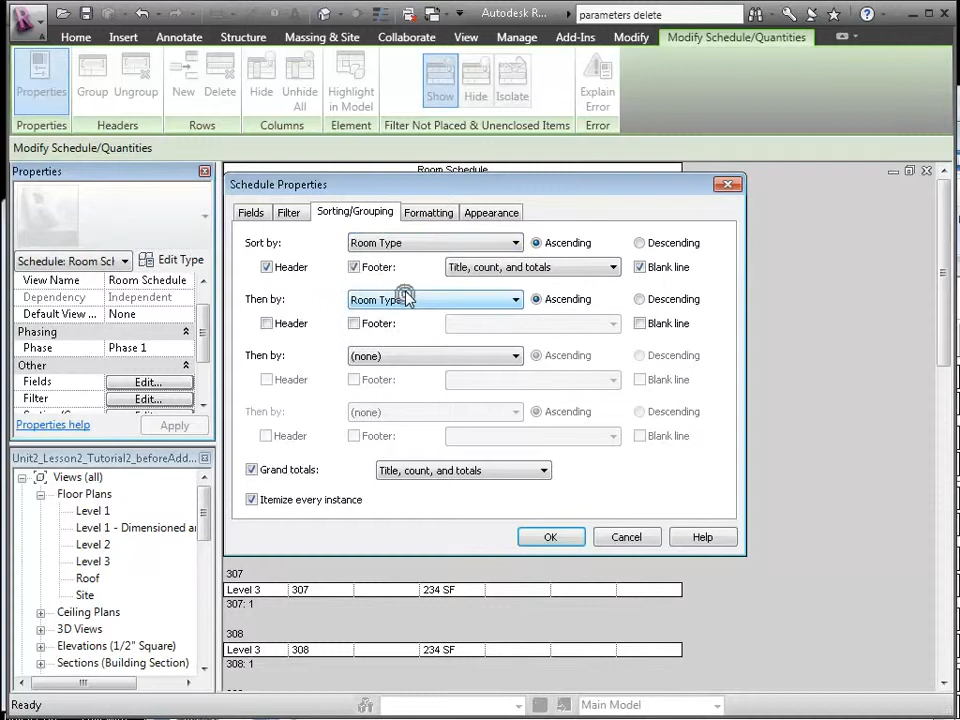 Autodesk R...
parameters delete
Home Insert Annotate Structure Massing & Site Collaborate View Manage Add-Ins Modify Modify Schedule/Quantities
Properties Group Ungroup New Delete Hide Unhide All Highlight in Model Show Hide Isolate Explain Error
Properties Headers Rows Columns Element Filter Not Placed & Unenclosed Items Error
Modify Schedule/Quantities
Properties
Schedule: Room Scl Edit Type
View Name Room Schedule
Dependency Independent
Default View ... None
Phasing
Phase Phase 1
Other
Fields Edit...
Filter Edit...
Properties help Apply
Unit2_Lesson2_Tutorial2_beforeAdd...
Views (all)
Floor Plans
Level 1
Level 1 - Dimensioned a
Level 2
Level 3
Roof
Site
Ceiling Plans
3D Views
Elevations (1/2" Square)
Sections (Building Section)
Room Schedule
Schedule Properties
Fields Filter Sorting/Grouping Formatting Appearance
Sort by: Room Type Ascending Descending
Header Footer: Title, count, and totals Blank line
Then by: Room Type Ascending Descending
Header Footer: Blank line
Then by: (none) Ascending Descending
Header Footer: Blank line
Then by: (none) Ascending Descending
Header Footer: Blank line
Grand totals: Title, count, and totals
Itemize every instance
OK Cancel Help
307
Level 3 307 234 SF
307: 1
308
Level 3 308 234 SF
308: 1
Ready
Main Model